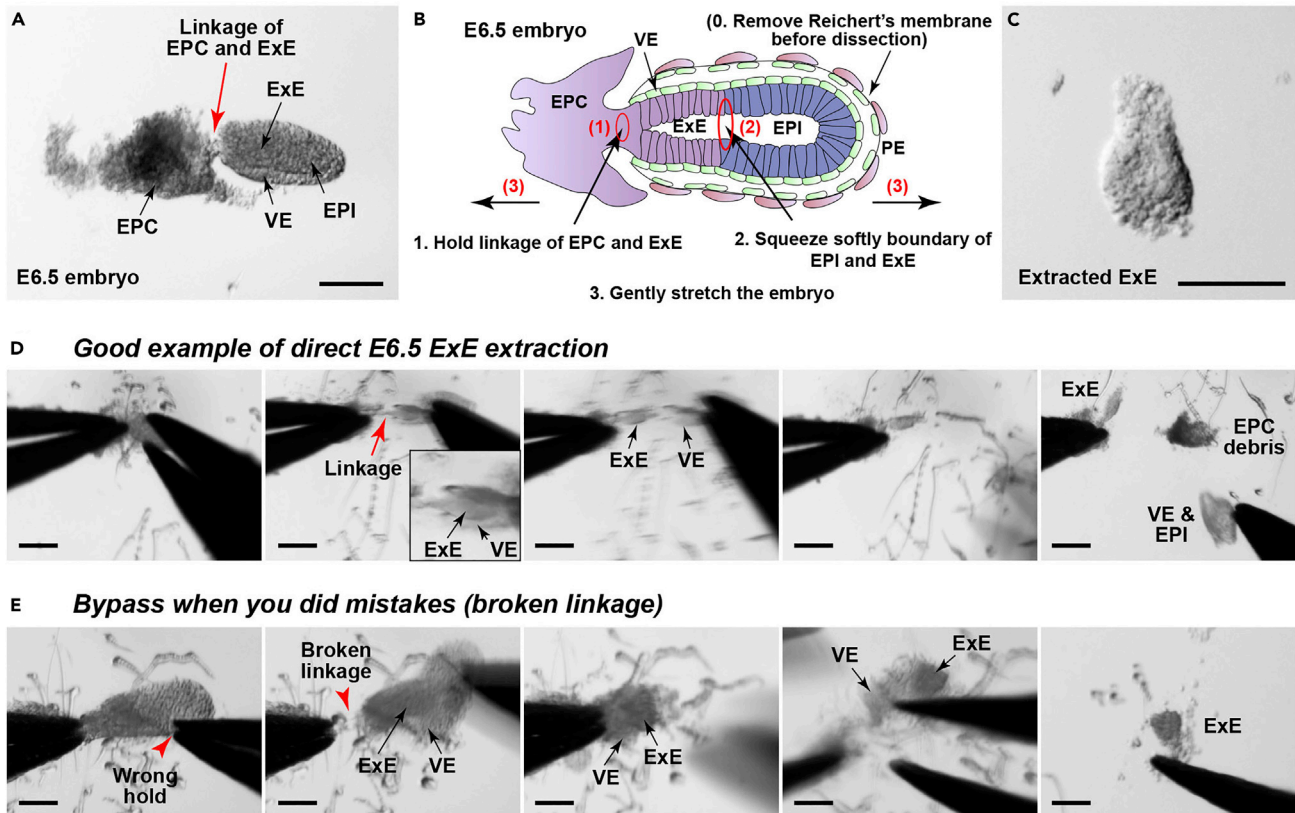 A
Linkage of
EPC and ExE
ExE
EPC
VE
EPI
E6.5 embryo
B
E6.5 embryo
VE
(0. Remove Reichert’s membrane
before dissection)
EPC
(1)
ExE
(2)
EPI
PE
(3)
(3)
1. Hold linkage of EPC and ExE
2. Squeeze softly boundary of
EPI and ExE
3. Gently stretch the embryo
C
Extracted ExE
D
Good example of direct E6.5 ExE extraction
Linkage
ExE
VE
ExE
VE
ExE
EPC
debris
VE &
EPI
E
Bypass when you did mistakes (broken linkage)
Wrong
hold
Broken
linkage
ExE
VE
VE
ExE
VE
ExE
ExE